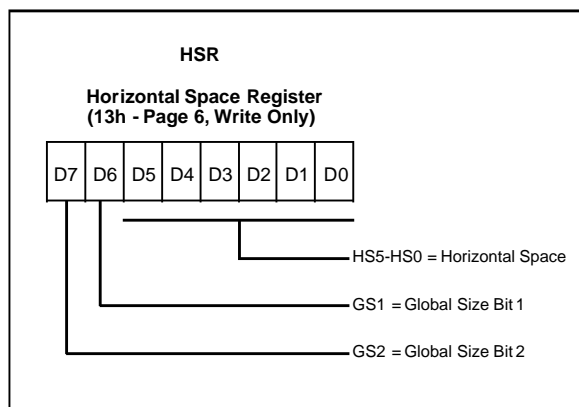 HSR
Horizontal Space Register
(13h - Page 6, Write Only)
D7 D6 D5 D4 D3 D2 D1 D0
HS5-HS0 = Horizontal Space
GS1 = Global Size Bit 1
GS2 = Global Size Bit 2